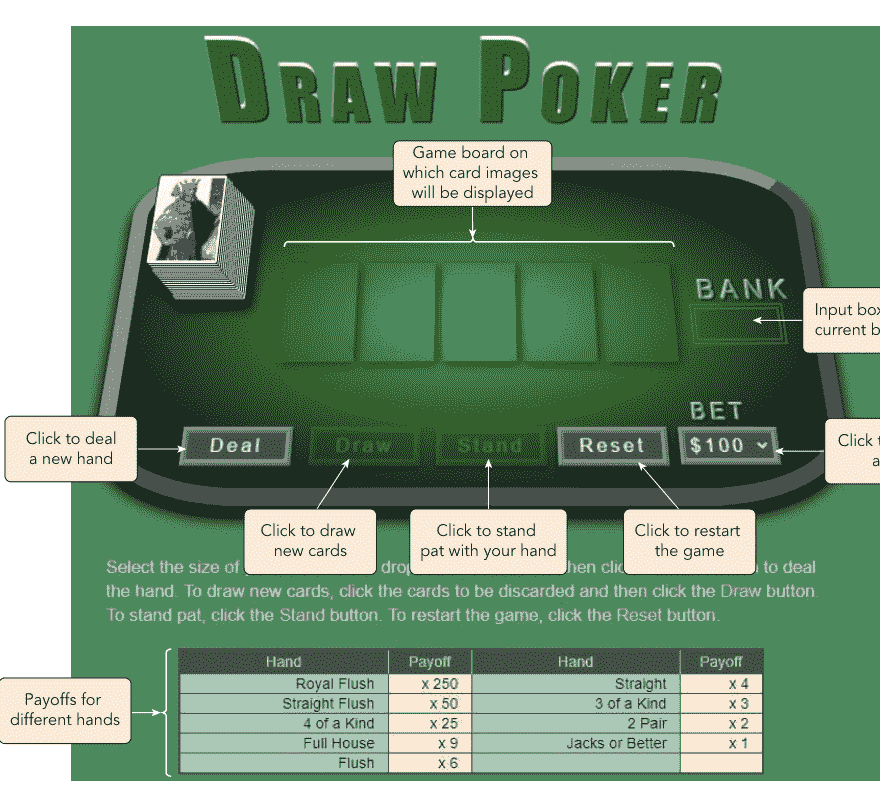 DRAW POKER
Game board on
which card images
will be displayed
BANK
Input box
current b
BET
Click to deal
a new hand
Deal
Draw
Stand
Reset
$100
Click t
a
Click to draw
new cards
Click to stand
pat with your hand
Click to restart
the game
Select the size of drop hen clic to deal
the hand. To draw new cards, click the cards to be discarded and then click the Draw button.
To stand pat, click the Stand button. To restart the game, click the Reset button.
Payoffs for
different hands
Hand Payoff Hand Payoff
Royal Flush x 250 Straight x 4
Straight Flush x 50 3 of a Kind x 3
4 of a Kind x 25 2 Pair x 2
Full House x 9 Jacks or Better x 1
Flush x 6